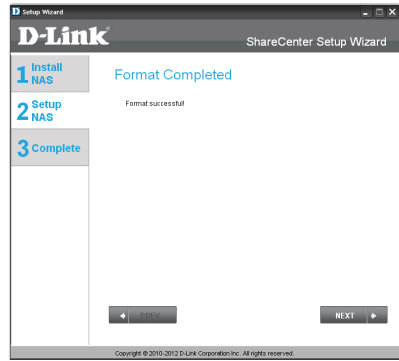 Setup Wizard
D-Link
ShareCenter Setup Wizard
1 Install NAS
2 Setup NAS
3 Complete
Format Completed
Format successful!
PREV
NEXT
Copyright © 2010-2012 D-Link Corporation Inc. All rights reserved.